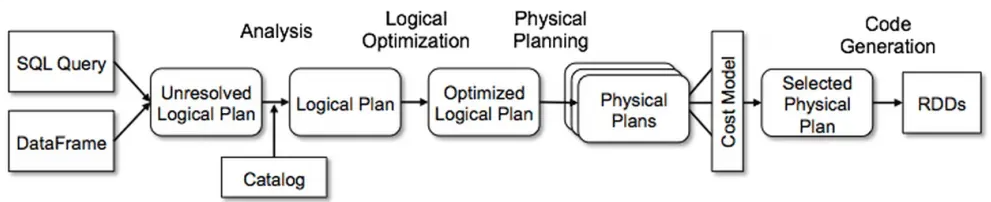 Analysis
Logical
Optimization
Physical
Planning
Code
Generation
SQL Query
DataFrame
Unresolved
Logical Plan
Catalog
Logical Plan
Optimized
Logical Plan
Physical
Plans
Cost Model
Selected
Physical
Plan
RDDs